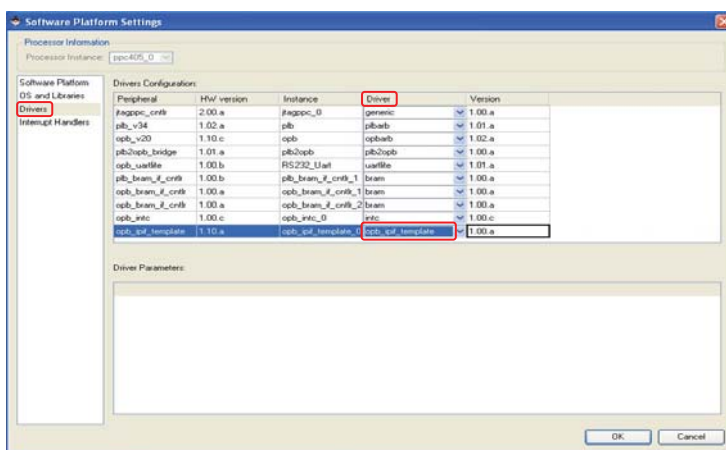 Software Platform Settings
Processor Information
Processor Instance: ppc405_0
Software Platform
OS and Libraries
Drivers
Interrupt Handlers
Drivers Configuration:
Peripheral HW version Instance Driver Version
jtagppc_cntlr 2.00.a jtagppc_0 generic 1.00.a
plb_v34 1.02.a plb plbarb 1.01.a
opb_v20 1.10.c opb opbarb 1.02.a
plb2opb_bridge 1.01.a plb2opb plb2opb 1.00.a
opb_uartlite 1.00.b RS232_Uart uartlite 1.01.a
plb_bram_if_cntlr 1.00.b plb_bram_if_cntlr_1 bram 1.00.a
opb_bram_if_cntlr 1.00.a opb_bram_if_cntlr_1 bram 1.00.a
opb_bram_if_cntlr 1.00.a opb_bram_if_cntlr_2 bram 1.00.a
opb_intc 1.00.c opb_intc_0 intc 1.00.c
opb_ipif_template 1.10.a opb_ipif_template_0 opb_ipif_template 1.00.a
Driver Parameters:
OK Cancel